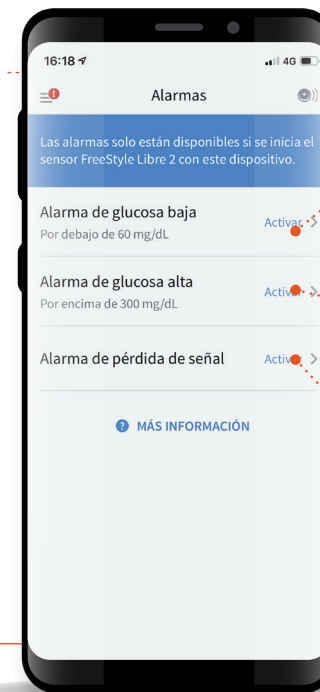 16:18
4G
Alarmas
Las alarmas solo están disponibles si se inicia el
sensor FreeStyle Libre 2 con este dispositivo.
Alarma de glucosa baja
Activar
Por debajo de 60 mg/dL
Alarma de glucosa alta
Activar
Por encima de 300 mg/dL
Alarma de pérdida de señal
Activar
MÁS INFORMACIÓN